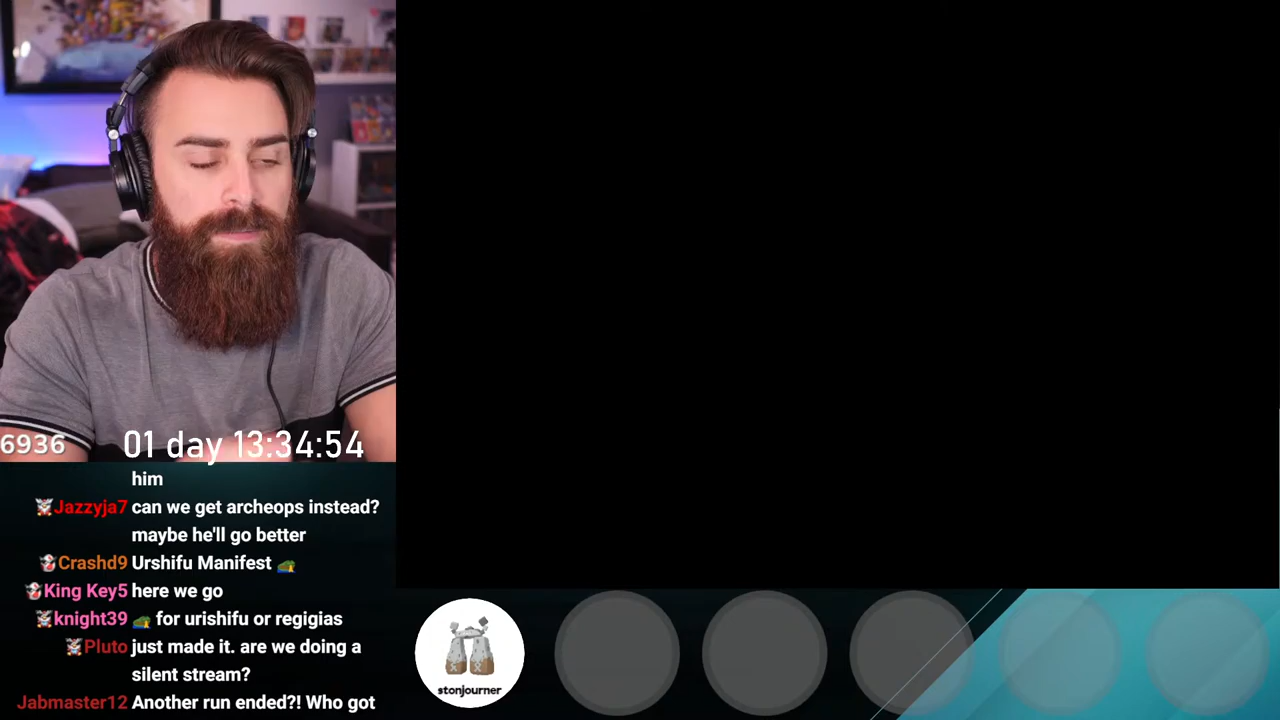 6936 01 day 13:34:54
him
Jazzyja7 can we get archeops instead?
maybe he'll go better
Crashd9 Urshifu Manifest
King Key5 here we go
knight39 for urishifu or regigias
Pluto just made it. are we doing a
silent stream?
Jabmaster12 Another run ended?! Who got
stonjourner